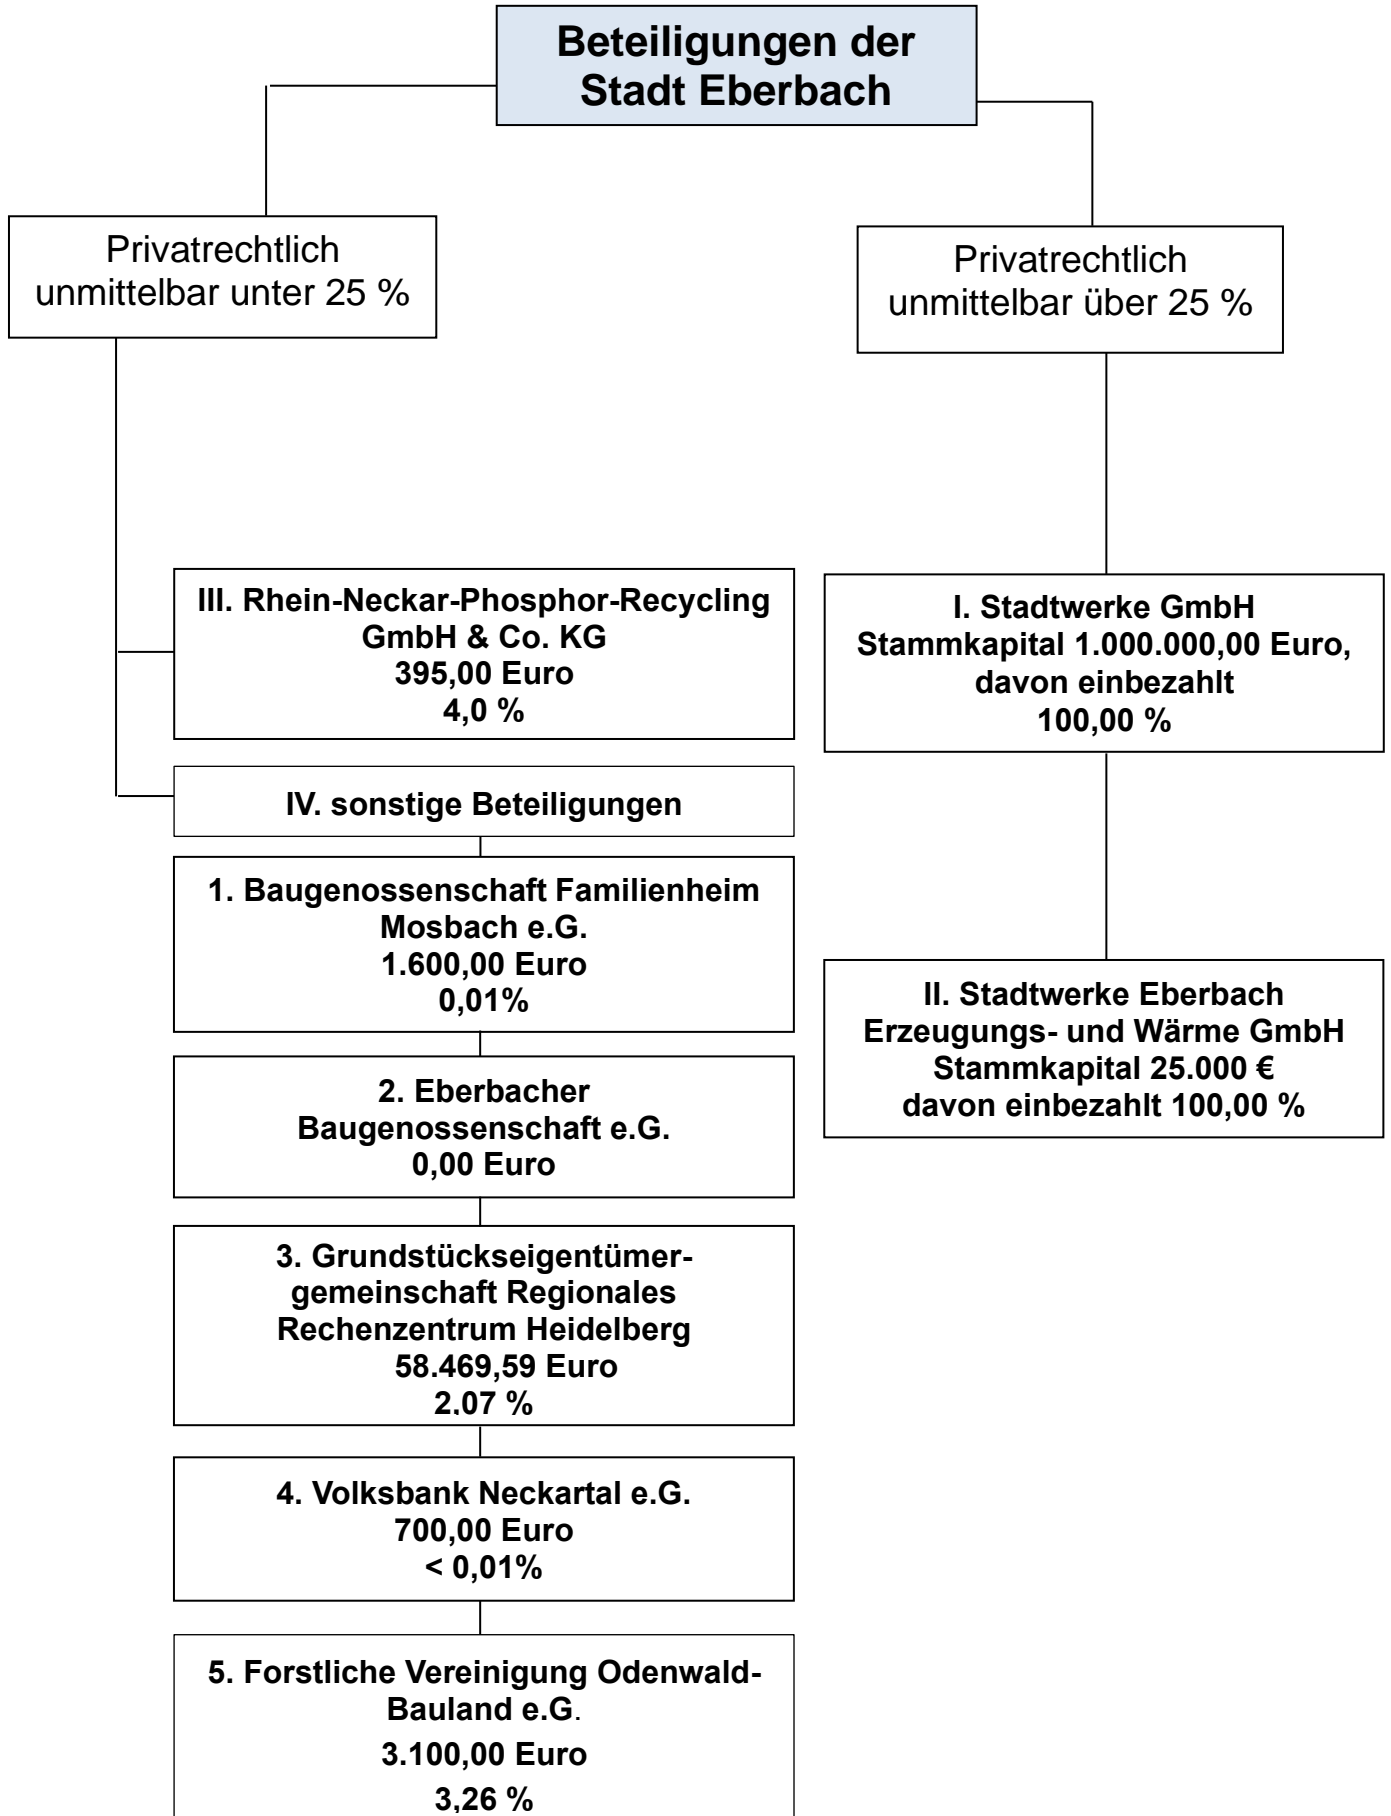 Beteiligungen der
Stadt Eberbach
Privatrechtlich
unmittelbar unter 25 %
Privatrechtlich
unmittelbar über 25 %
III. Rhein-Neckar-Phosphor-Recycling
GmbH & Co. KG
395,00 Euro
4,0 %
IV. sonstige Beteiligungen
1. Baugenossenschaft Familienheim
Mosbach e.G.
1.600,00 Euro
0,01%
2. Eberbacher
Baugenossenschaft e.G.
0,00 Euro
3. Grundstückseigentümer-
gemeinschaft Regionales
Rechenzentrum Heidelberg
58.469,59 Euro
2,07 %
4. Volksbank Neckartal e.G.
700,00 Euro
< 0,01%
5. Forstliche Vereinigung Odenwald-
Bauland e.G.
3.100,00 Euro
3,26 %
I. Stadtwerke GmbH
Stammkapital 1.000.000,00 Euro,
davon einbezahlt
100,00 %
II. Stadtwerke Eberbach
Erzeugungs- und Wärme GmbH
Stammkapital 25.000 €
davon einbezahlt 100,00 %